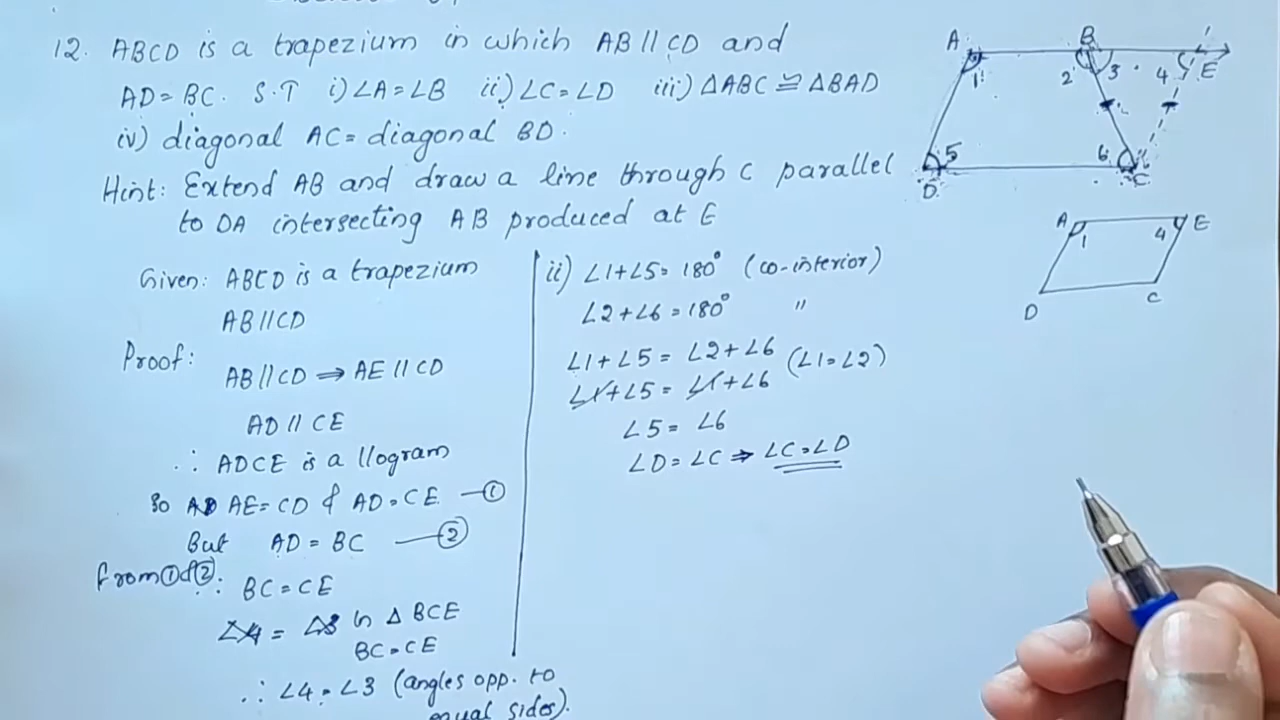 12. ABCD is a trapezium in which AB // CD and
AD = BC. S.T i) ∠A = ∠B ii) ∠C = ∠D iii) △ABC ≅ △BAD
iv) diagonal AC = diagonal BD.
Hint: Extend AB and draw a line through C parallel
to DA intersecting AB produced at E
Given: ABCD is a trapezium
AB // CD
Proof:
AB // CD ⇒ AE // CD
AD // CE
∴ ADCE is a llogram
So AE = CD & AD = CE —①
But AD = BC —②
from ① & ② ∴ BC = CE
In △ BCE
BC = CE
∴ ∠4 = ∠3 (angles opp. to
equal sides).
ii) ∠1 + ∠5 = 180° (co-interior)
∠2 + ∠6 = 180° "
∠1 + ∠5 = ∠2 + ∠6 (∠1 = ∠2)
∠1 + ∠5 = ∠1 + ∠6
∠5 = ∠6
∠D = ∠C ⇒ ∠C = ∠D
A B E
1 2 3 4
5 6
D C
A E
1 4
D C